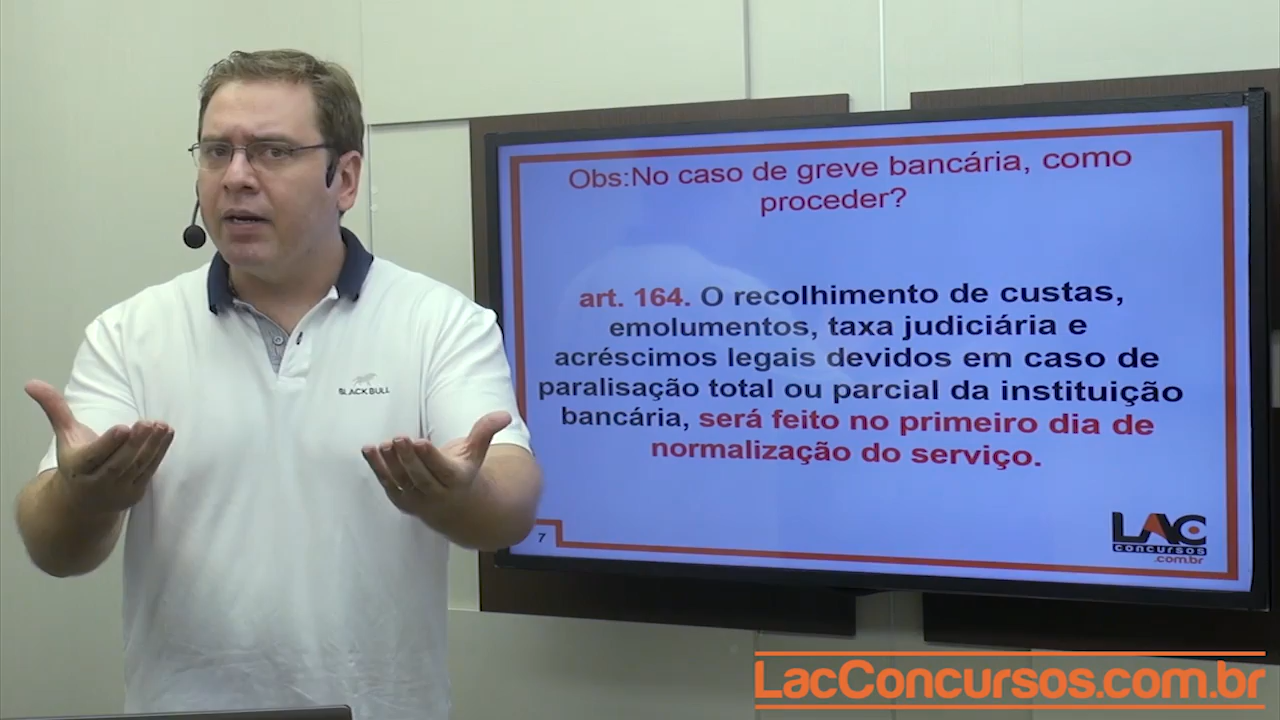 Obs:No caso de greve bancária, como
proceder?
art. 164. O recolhimento de custas,
emolumentos, taxa judiciária e
acréscimos legais devidos em caso de
paralisação total ou parcial da instituição
bancária, será feito no primeiro dia de
normalização do serviço.
BLACK BULL
7
LAC
concursos
.com.br
LacConcursos.com.br